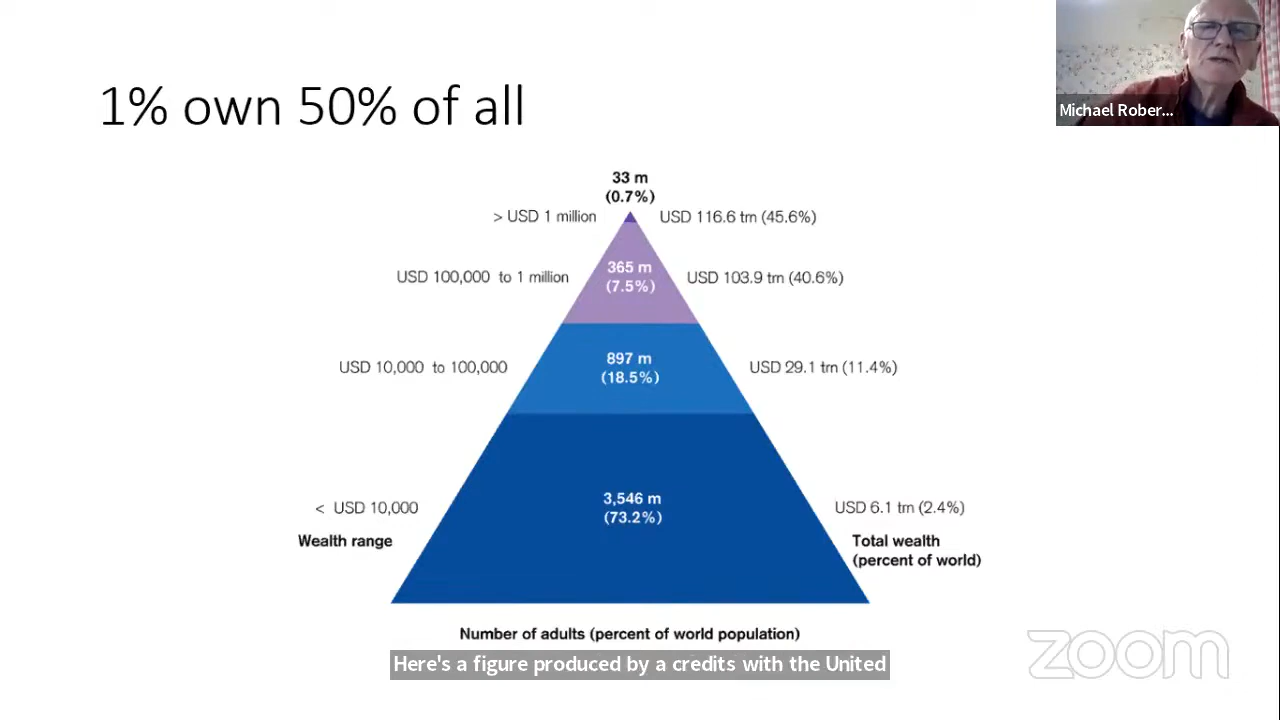 1% own 50% of all
Michael Rober...
33 m
(0.7%)
> USD 1 million
USD 116.6 trn (45.6%)
USD 100,000 to 1 million
365 m
(7.5%)
USD 103.9 trn (40.6%)
USD 10,000 to 100,000
897 m
(18.5%)
USD 29.1 trn (11.4%)
< USD 10,000
3,546 m
(73.2%)
USD 6.1 trn (2.4%)
Wealth range
Total wealth
(percent of world)
Number of adults (percent of world population)
Here's a figure produced by a credits with the United
zoom